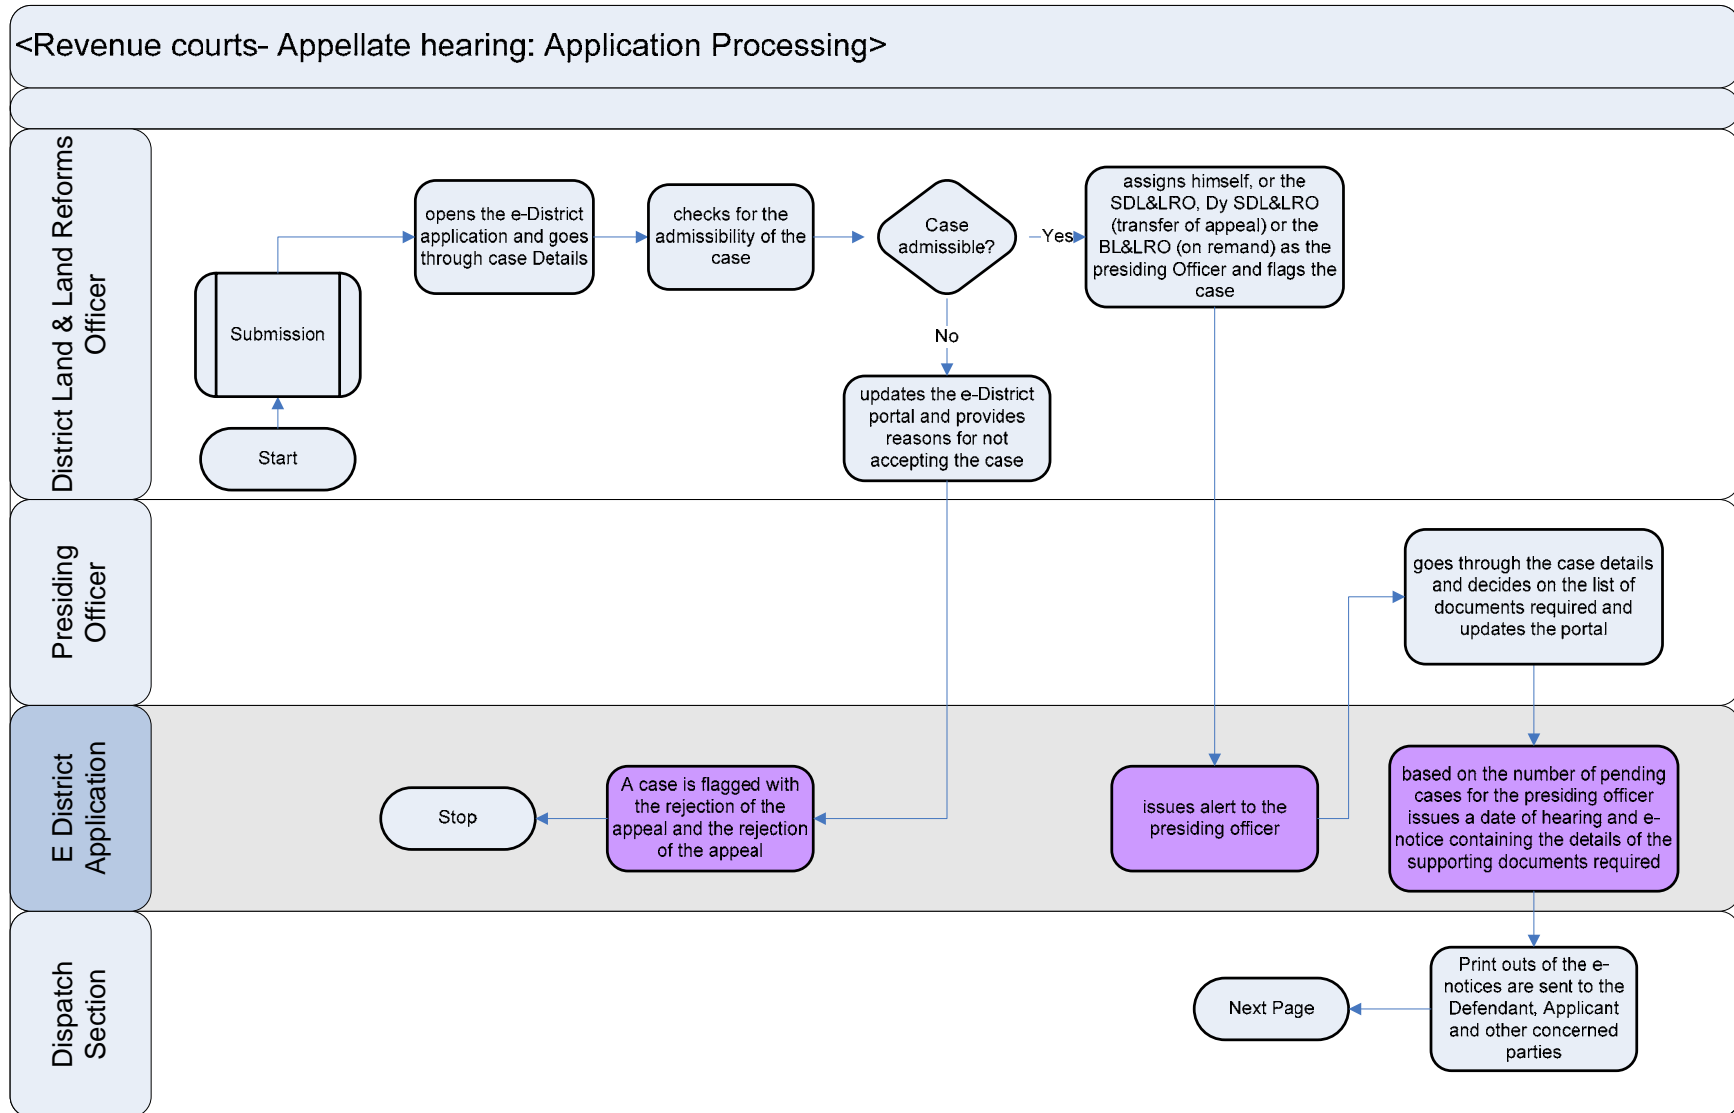 <Revenue courts- Appellate hearing: Application Processing>
District Land & Land Reforms
Officer
Start
Submission
opens the e-District
application and goes
through case Details
checks for the
admissibility of the
case
Case
admissible?
Yes
No
assigns himself, or the
SDL&LRO, Dy SDL&LRO
(transfer of appeal) or the
BL&LRO (on remand) as the
presiding Officer and flags the
case
updates the e-District
portal and provides
reasons for not
accepting the case
Presiding
Officer
goes through the case details
and decides on the list of
documents required and
updates the portal
E District
Application
Stop
A case is flagged with
the rejection of the
appeal and the rejection
of the appeal
issues alert to the
presiding officer
based on the number of pending
cases for the presiding officer
issues a date of hearing and e-
notice containing the details of the
supporting documents required
Dispatch
Section
Next Page
Print outs of the e-
notices are sent to the
Defendant, Applicant
and other concerned
parties